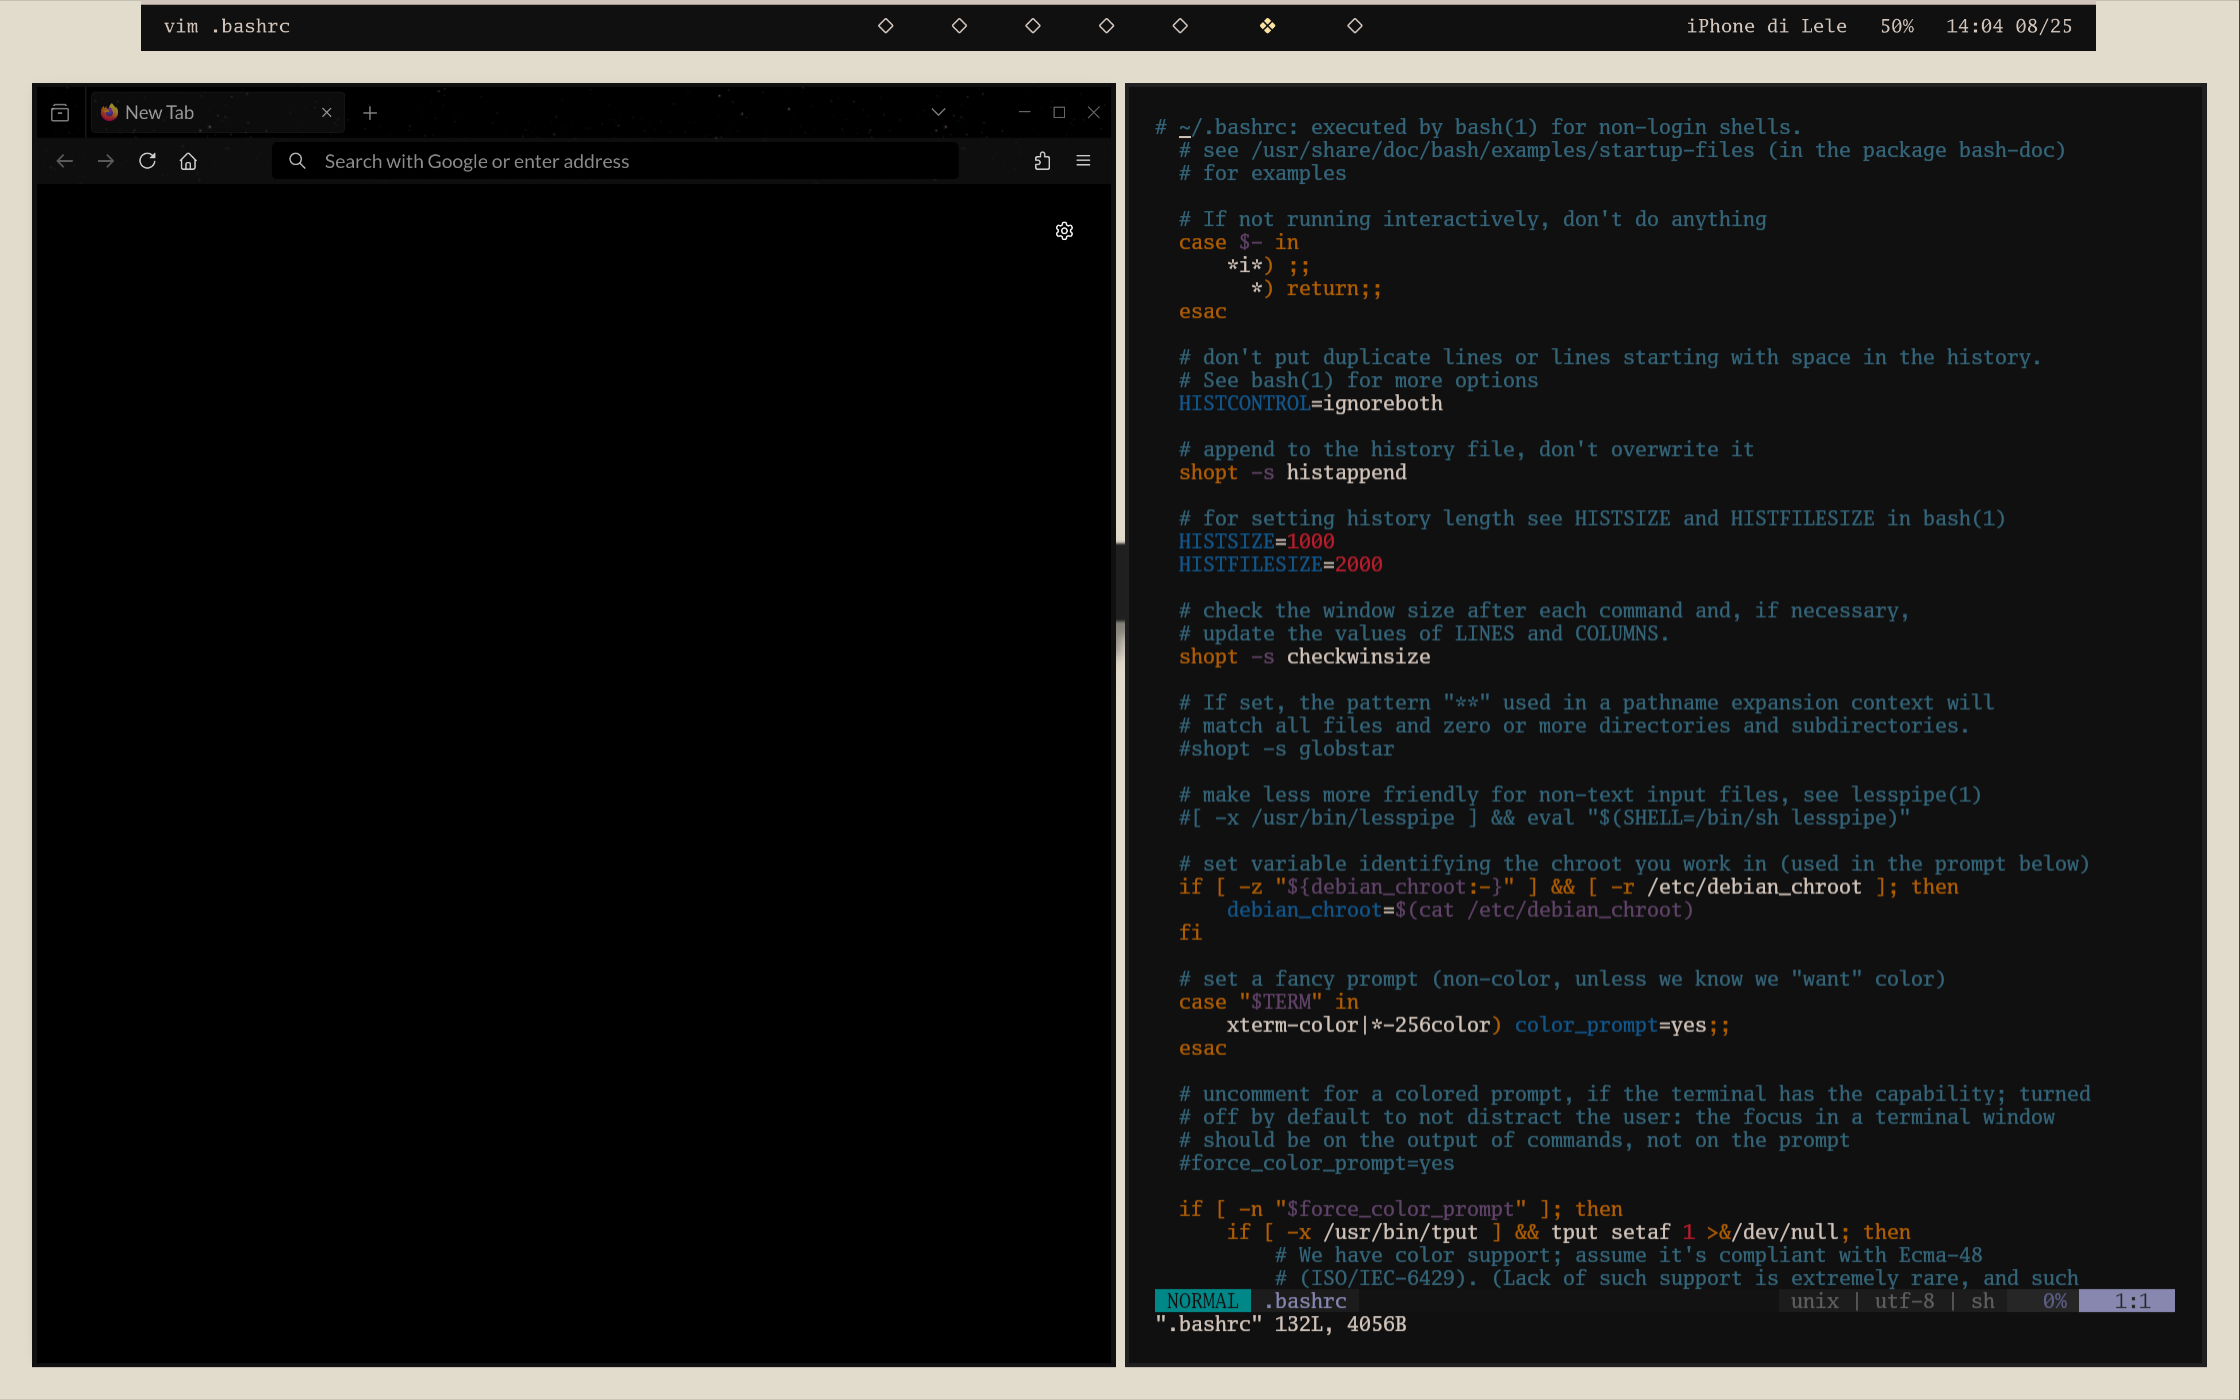 vim .bashrc
iPhone di Lele 50% 14:04 08/25
New Tab
Search with Google or enter address
# ~/.bashrc: executed by bash(1) for non-login shells.
# see /usr/share/doc/bash/examples/startup-files (in the package bash-doc)
# for examples
# If not running interactively, don't do anything
case $- in
*i*) ;;
*) return;;
esac
# don't put duplicate lines or lines starting with space in the history.
# See bash(1) for more options
HISTCONTROL=ignoreboth
# append to the history file, don't overwrite it
shopt -s histappend
# for setting history length see HISTSIZE and HISTFILESIZE in bash(1)
HISTSIZE=1000
HISTFILESIZE=2000
# check the window size after each command and, if necessary,
# update the values of LINES and COLUMNS.
shopt -s checkwinsize
# If set, the pattern "**" used in a pathname expansion context will
# match all files and zero or more directories and subdirectories.
#shopt -s globstar
# make less more friendly for non-text input files, see lesspipe(1)
#[ -x /usr/bin/lesspipe ] && eval "$(SHELL=/bin/sh lesspipe)"
# set variable identifying the chroot you work in (used in the prompt below)
if [ -z "${debian_chroot:-}" ] && [ -r /etc/debian_chroot ]; then
debian_chroot=$(cat /etc/debian_chroot)
fi
# set a fancy prompt (non-color, unless we know we "want" color)
case "$TERM" in
xterm-color|*-256color) color_prompt=yes;;
esac
# uncomment for a colored prompt, if the terminal has the capability; turned
# off by default to not distract the user: the focus in a terminal window
# should be on the output of commands, not on the prompt
#force_color_prompt=yes
if [ -n "$force_color_prompt" ]; then
if [ -x /usr/bin/tput ] && tput setaf 1 >&/dev/null; then
# We have color support; assume it's compliant with Ecma-48
# (ISO/IEC-6429). (Lack of such support is extremely rare, and such
NORMAL .bashrc unix | utf-8 | sh 0% 1:1
".bashrc" 132L, 4056B